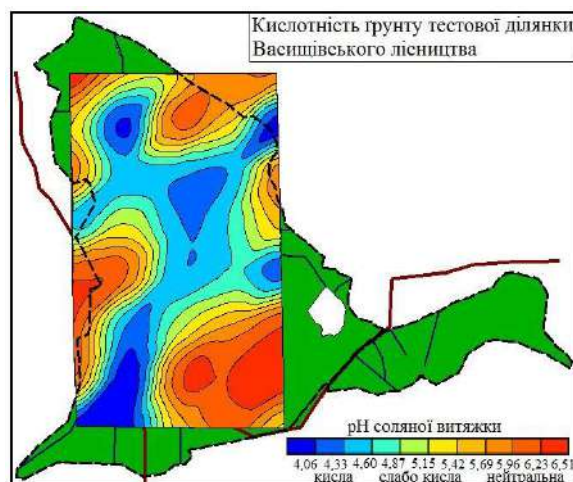 Кислотність ґрунту тестової ділянки
Васищівського лісництва
рН соляної витяжки
4,06 4,33 4,60 4,87 5,15 5,42 5,69 5,96 6,23 6,51
кисла слабо кисла нейтральна